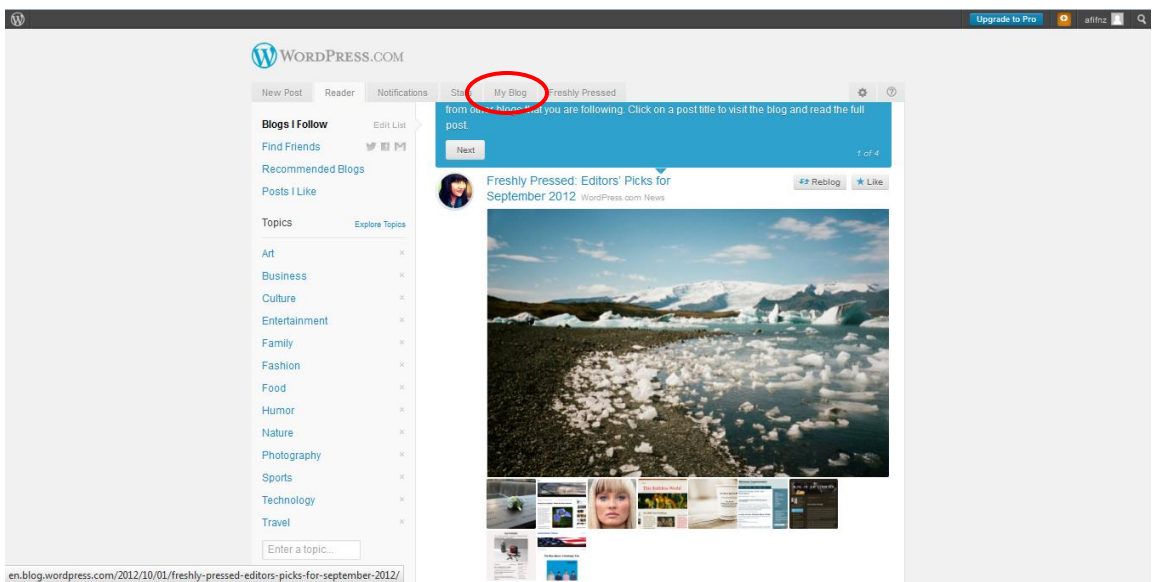 Upgrade to Pro
afifnz
WORDPRESS.COM
New Post Reader Notifications Stats My Blog Freshly Pressed
Blogs I Follow Edit List
Find Friends
Recommended Blogs
Posts I Like
Topics Explore Topics
Art ×
Business ×
Culture ×
Entertainment ×
Family ×
Fashion ×
Food ×
Humor ×
Nature ×
Photography ×
Sports ×
Technology ×
Travel ×
Enter a topic...
from other blogs that you are following. Click on a post title to visit the blog and read the full
post.
Next 1 of 4
Freshly Pressed: Editors' Picks for
September 2012 WordPress.com News
Reblog Like
en.blog.wordpress.com/2012/10/01/freshly-pressed-editors-picks-for-september-2012/